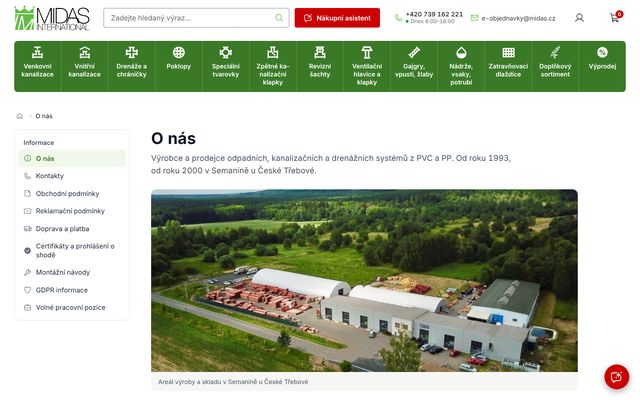 MIDAS
INTERNATIONAL
Zadejte hledaný výraz...
Nákupní asistent
+420 739 162 221
Dnes 8:00–16:00
e-objednavky@midas.cz
0
Venkovní
kanalizace
Vnitřní
kanalizace
Drenáže a
chráničky
Poklopy
Speciální
tvarovky
Zpětné ka-
nalizační
klapky
Revizní
šachty
Ventilační
hlavice a
klapky
Gajgry,
vpusti, žlaby
Nádrže,
vsaky,
potrubí
Zatravňovací
dlaždice
Doplňkový
sortiment
Výprodej
O nás
Informace
O nás
Kontakty
Obchodní podmínky
Reklamační podmínky
Doprava a platba
Certifikáty a prohlášení o
shodě
Montážní návody
GDPR informace
Volné pracovní pozice
O nás
Výrobce a prodejce odpadních, kanalizačních a drenážních systémů z PVC a PP. Od roku 1993,
od roku 2000 v Semaníně u České Třebové.
Areál výroby a skladu v Semaníně u České Třebové